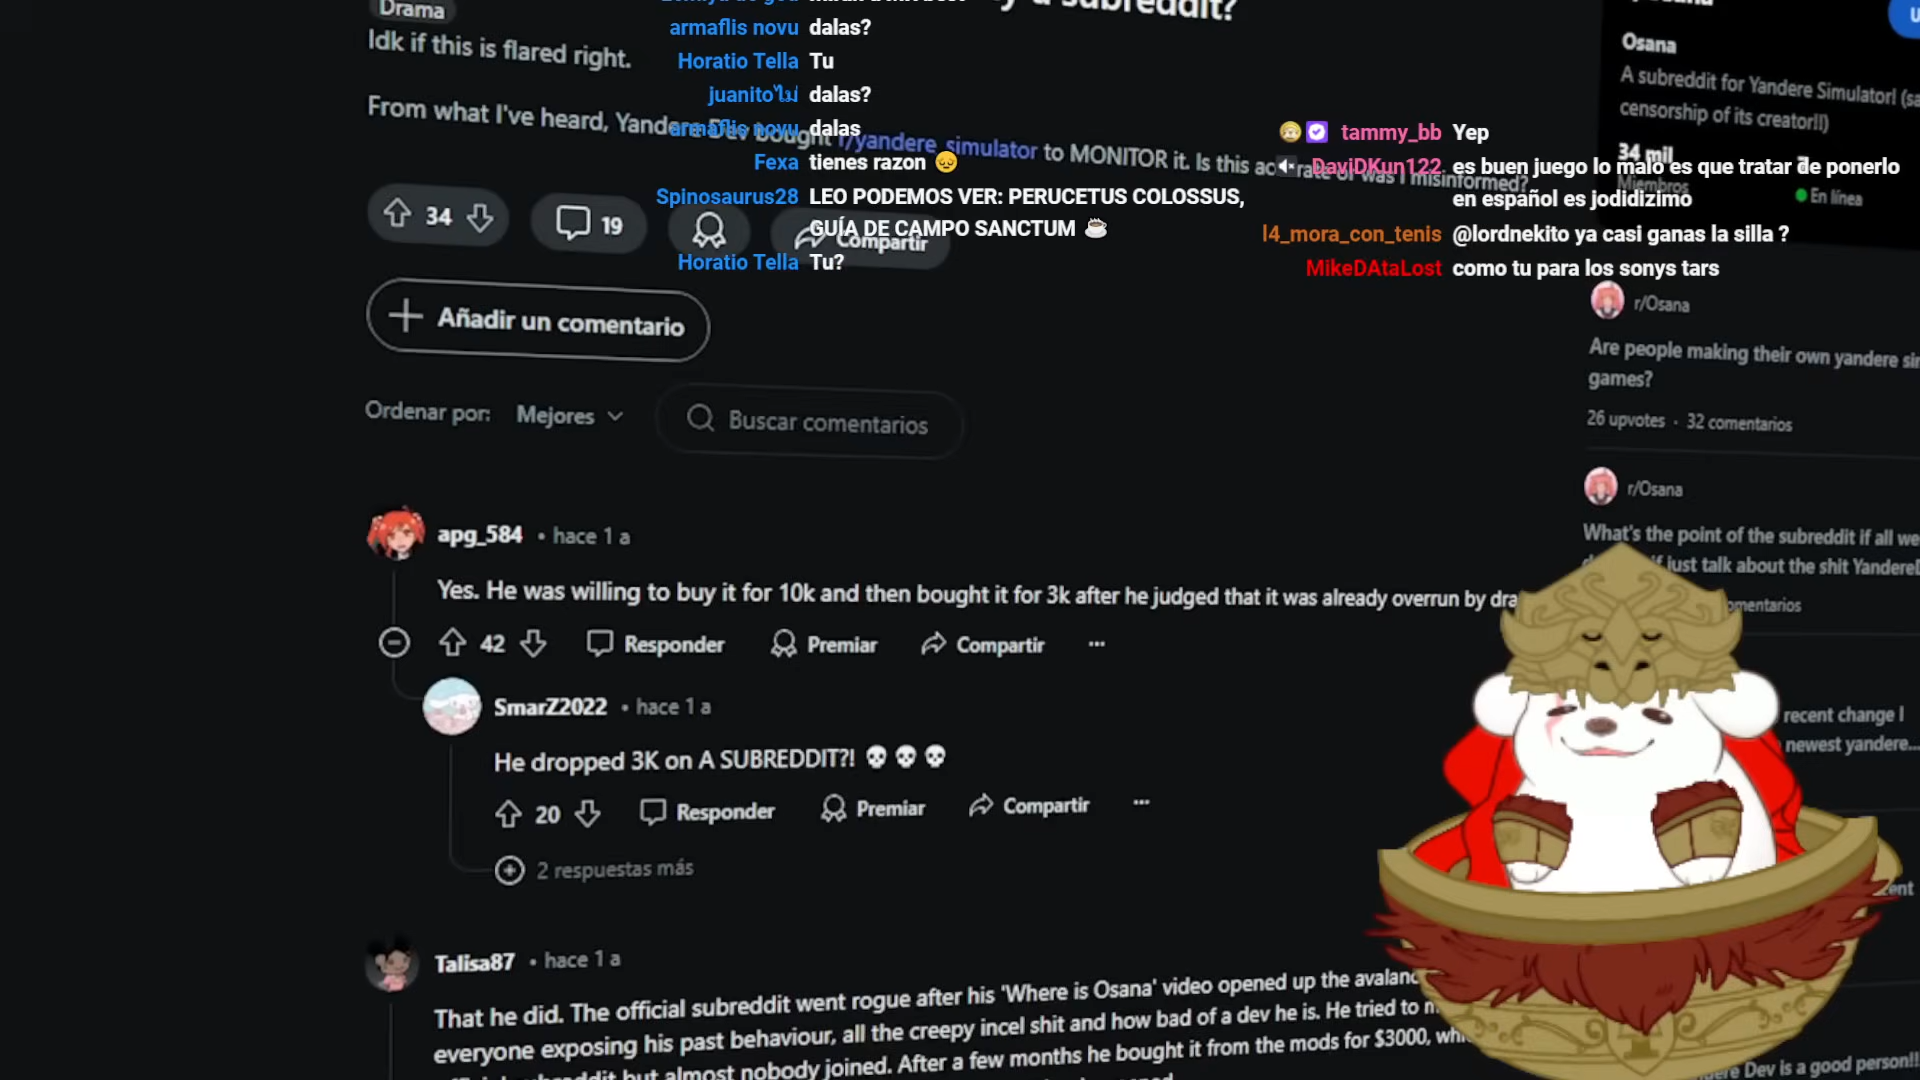 y a subreddit?
Drama
Idk if this is flared right.
From what I've heard, Yandere Dev bought r/yandere_simulator to MONITOR it. Is this accurate or was I misinformed?
34
19
Compartir
Añadir un comentario
Ordenar por:
Mejores
Buscar comentarios
apg_584 • hace 1 a
Yes. He was willing to buy it for 10k and then bought it for 3k after he judged that it was already overrun by
42
Responder
Premiar
Compartir
SmarZ2022 • hace 1 a
He dropped 3K on A SUBREDDIT?! 💀💀💀
20
Responder
Premiar
Compartir
2 respuestas más
Talisa87 • hace 1 a
That he did. The official subreddit went rogue after his 'Where is Osana' video opened up the
everyone exposing his past behaviour, all the creepy incel shit and how bad of a dev he is. He tried to
subreddit but almost nobody joined. After a few months he bought it from the mods for $3000,
armaflis novu dalas?
Horatio Tella Tu
juanitoไม่ dalas?
armaflis novu dalas
Fexa tienes razon 😔
Spinosaurus28 LEO PODEMOS VER: PERUCETUS COLOSSUS,
GUÍA DE CAMPO SANCTUM ☕
Horatio Tella Tu?
tammy_bb Yep
DaviDKun122 es buen juego lo malo es que tratar de ponerlo
en español es jodidizimo
l4_mora_con_tenis @lordnekito ya casi ganas la silla ?
MikeDAtaLost como tu para los sonys tars
Osana
A subreddit for Yandere Simulator!
censorship of its creator!!)
34 mil
Miembros
En línea
r/Osana
Are people making their own yandere
games?
26 upvotes · 32 comentarios
r/Osana
What's the point of the subreddit if all we
just talk about the shit
recent change I
newest yandere...
Dev is a good person!!